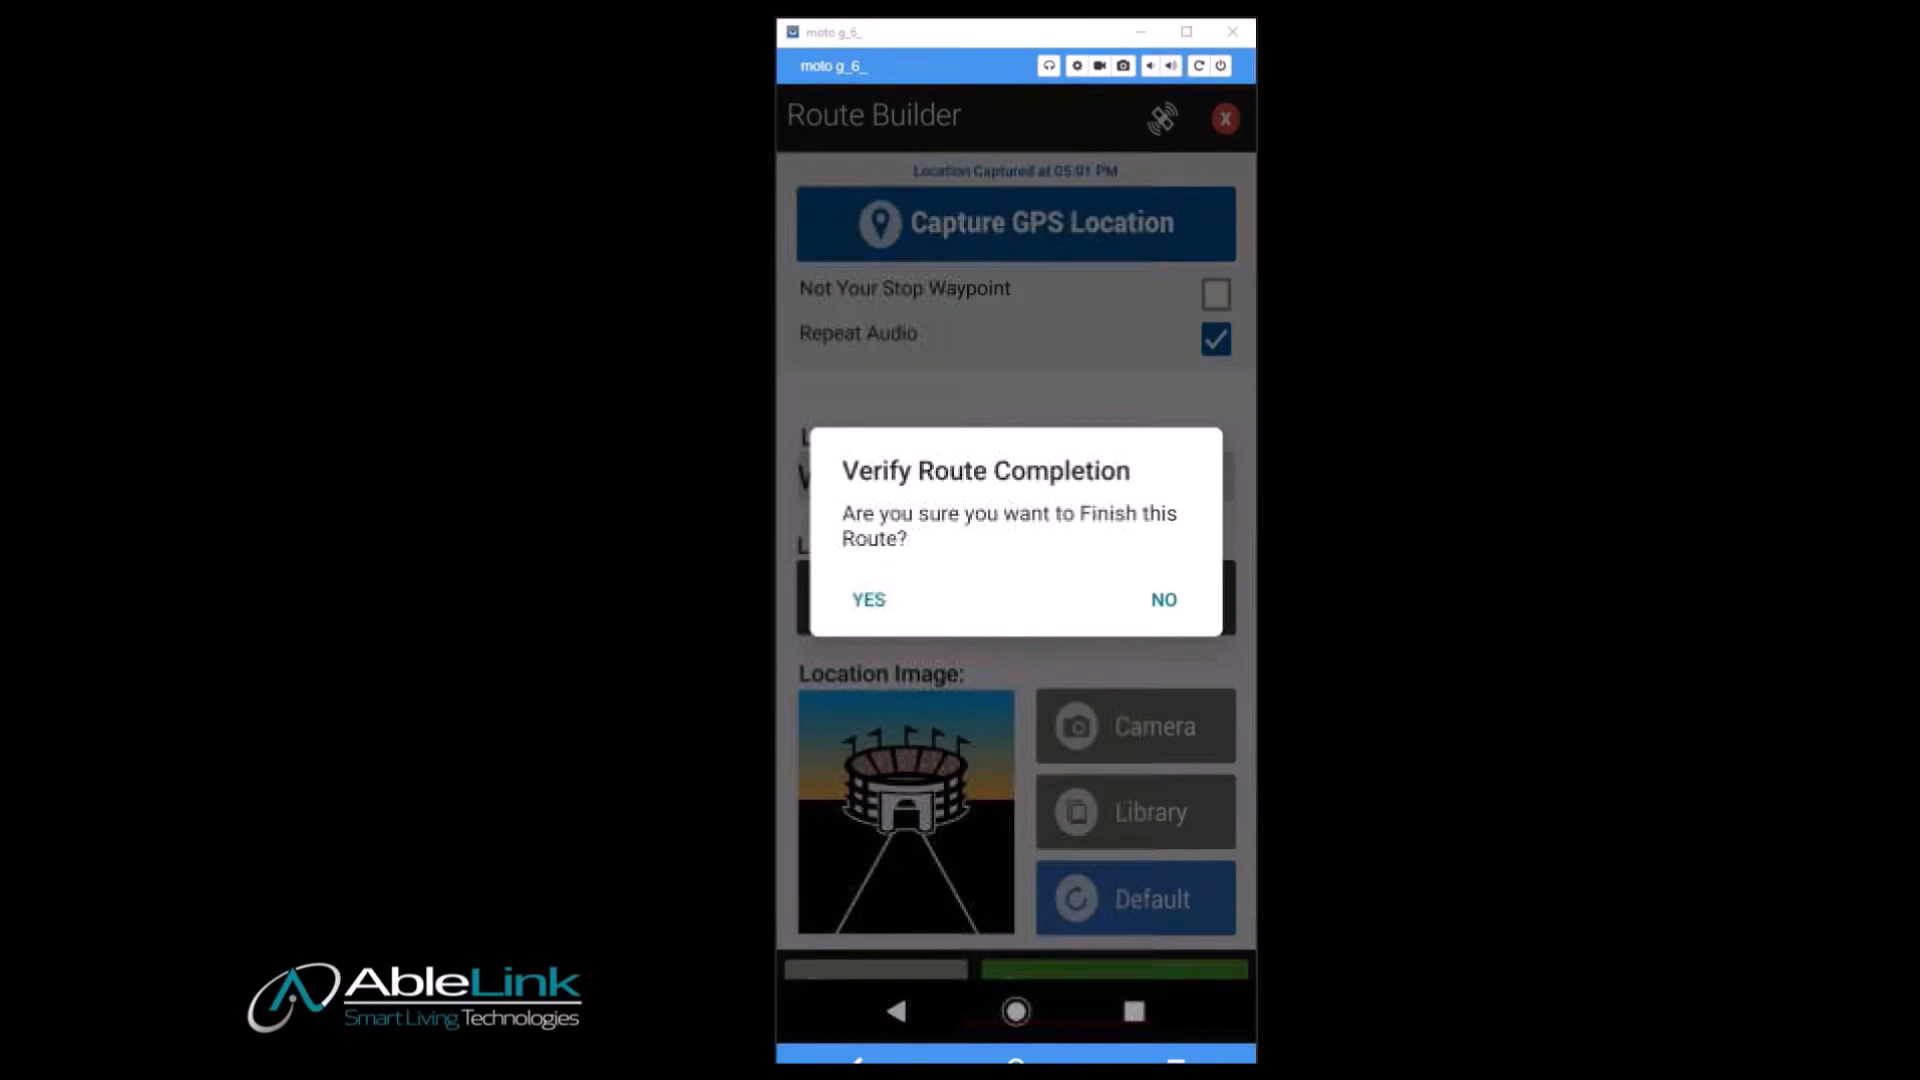 moto g_6_
moto g_6_
Route Builder
X
Location Captured at 05:01 PM
Capture GPS Location
Not Your Stop Waypoint
Repeat Audio
Verify Route Completion
Are you sure you want to Finish this
Route?
YES
NO
Location Image:
Camera
Library
Default
AbleLink
Smart Living Technologies